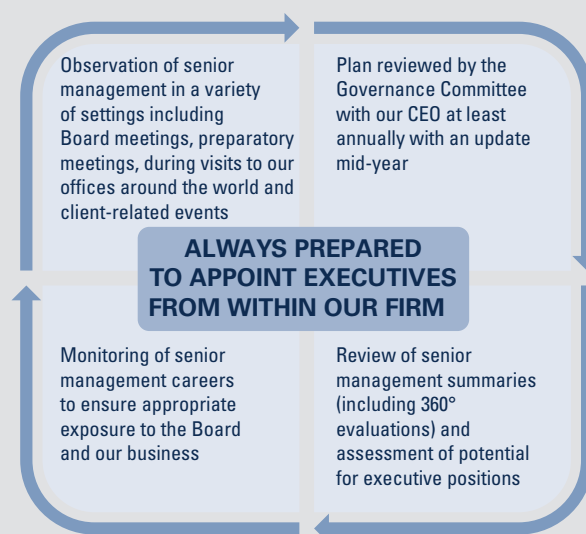 Observation of senior
management in a variety
of settings including
Board meetings, preparatory
meetings, during visits to our
offices around the world and
client-related events
Plan reviewed by the
Governance Committee
with our CEO at least
annually with an update
mid-year
ALWAYS PREPARED
TO APPOINT EXECUTIVES
FROM WITHIN OUR FIRM
Monitoring of senior
management careers
to ensure appropriate
exposure to the Board
and our business
Review of senior
management summaries
(including 360°
evaluations) and
assessment of potential
for executive positions